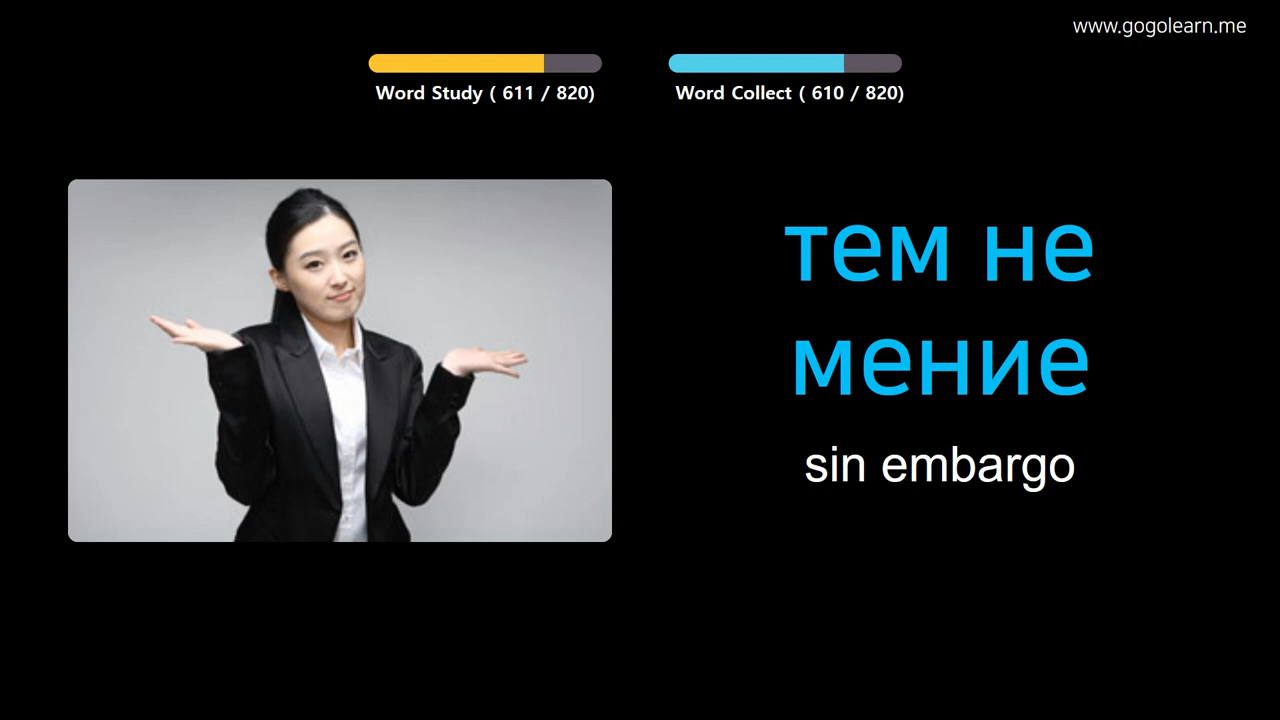 www.gogolearn.me
Word Study ( 611 / 820)
Word Collect ( 610 / 820)
тем не
мение
sin embargo